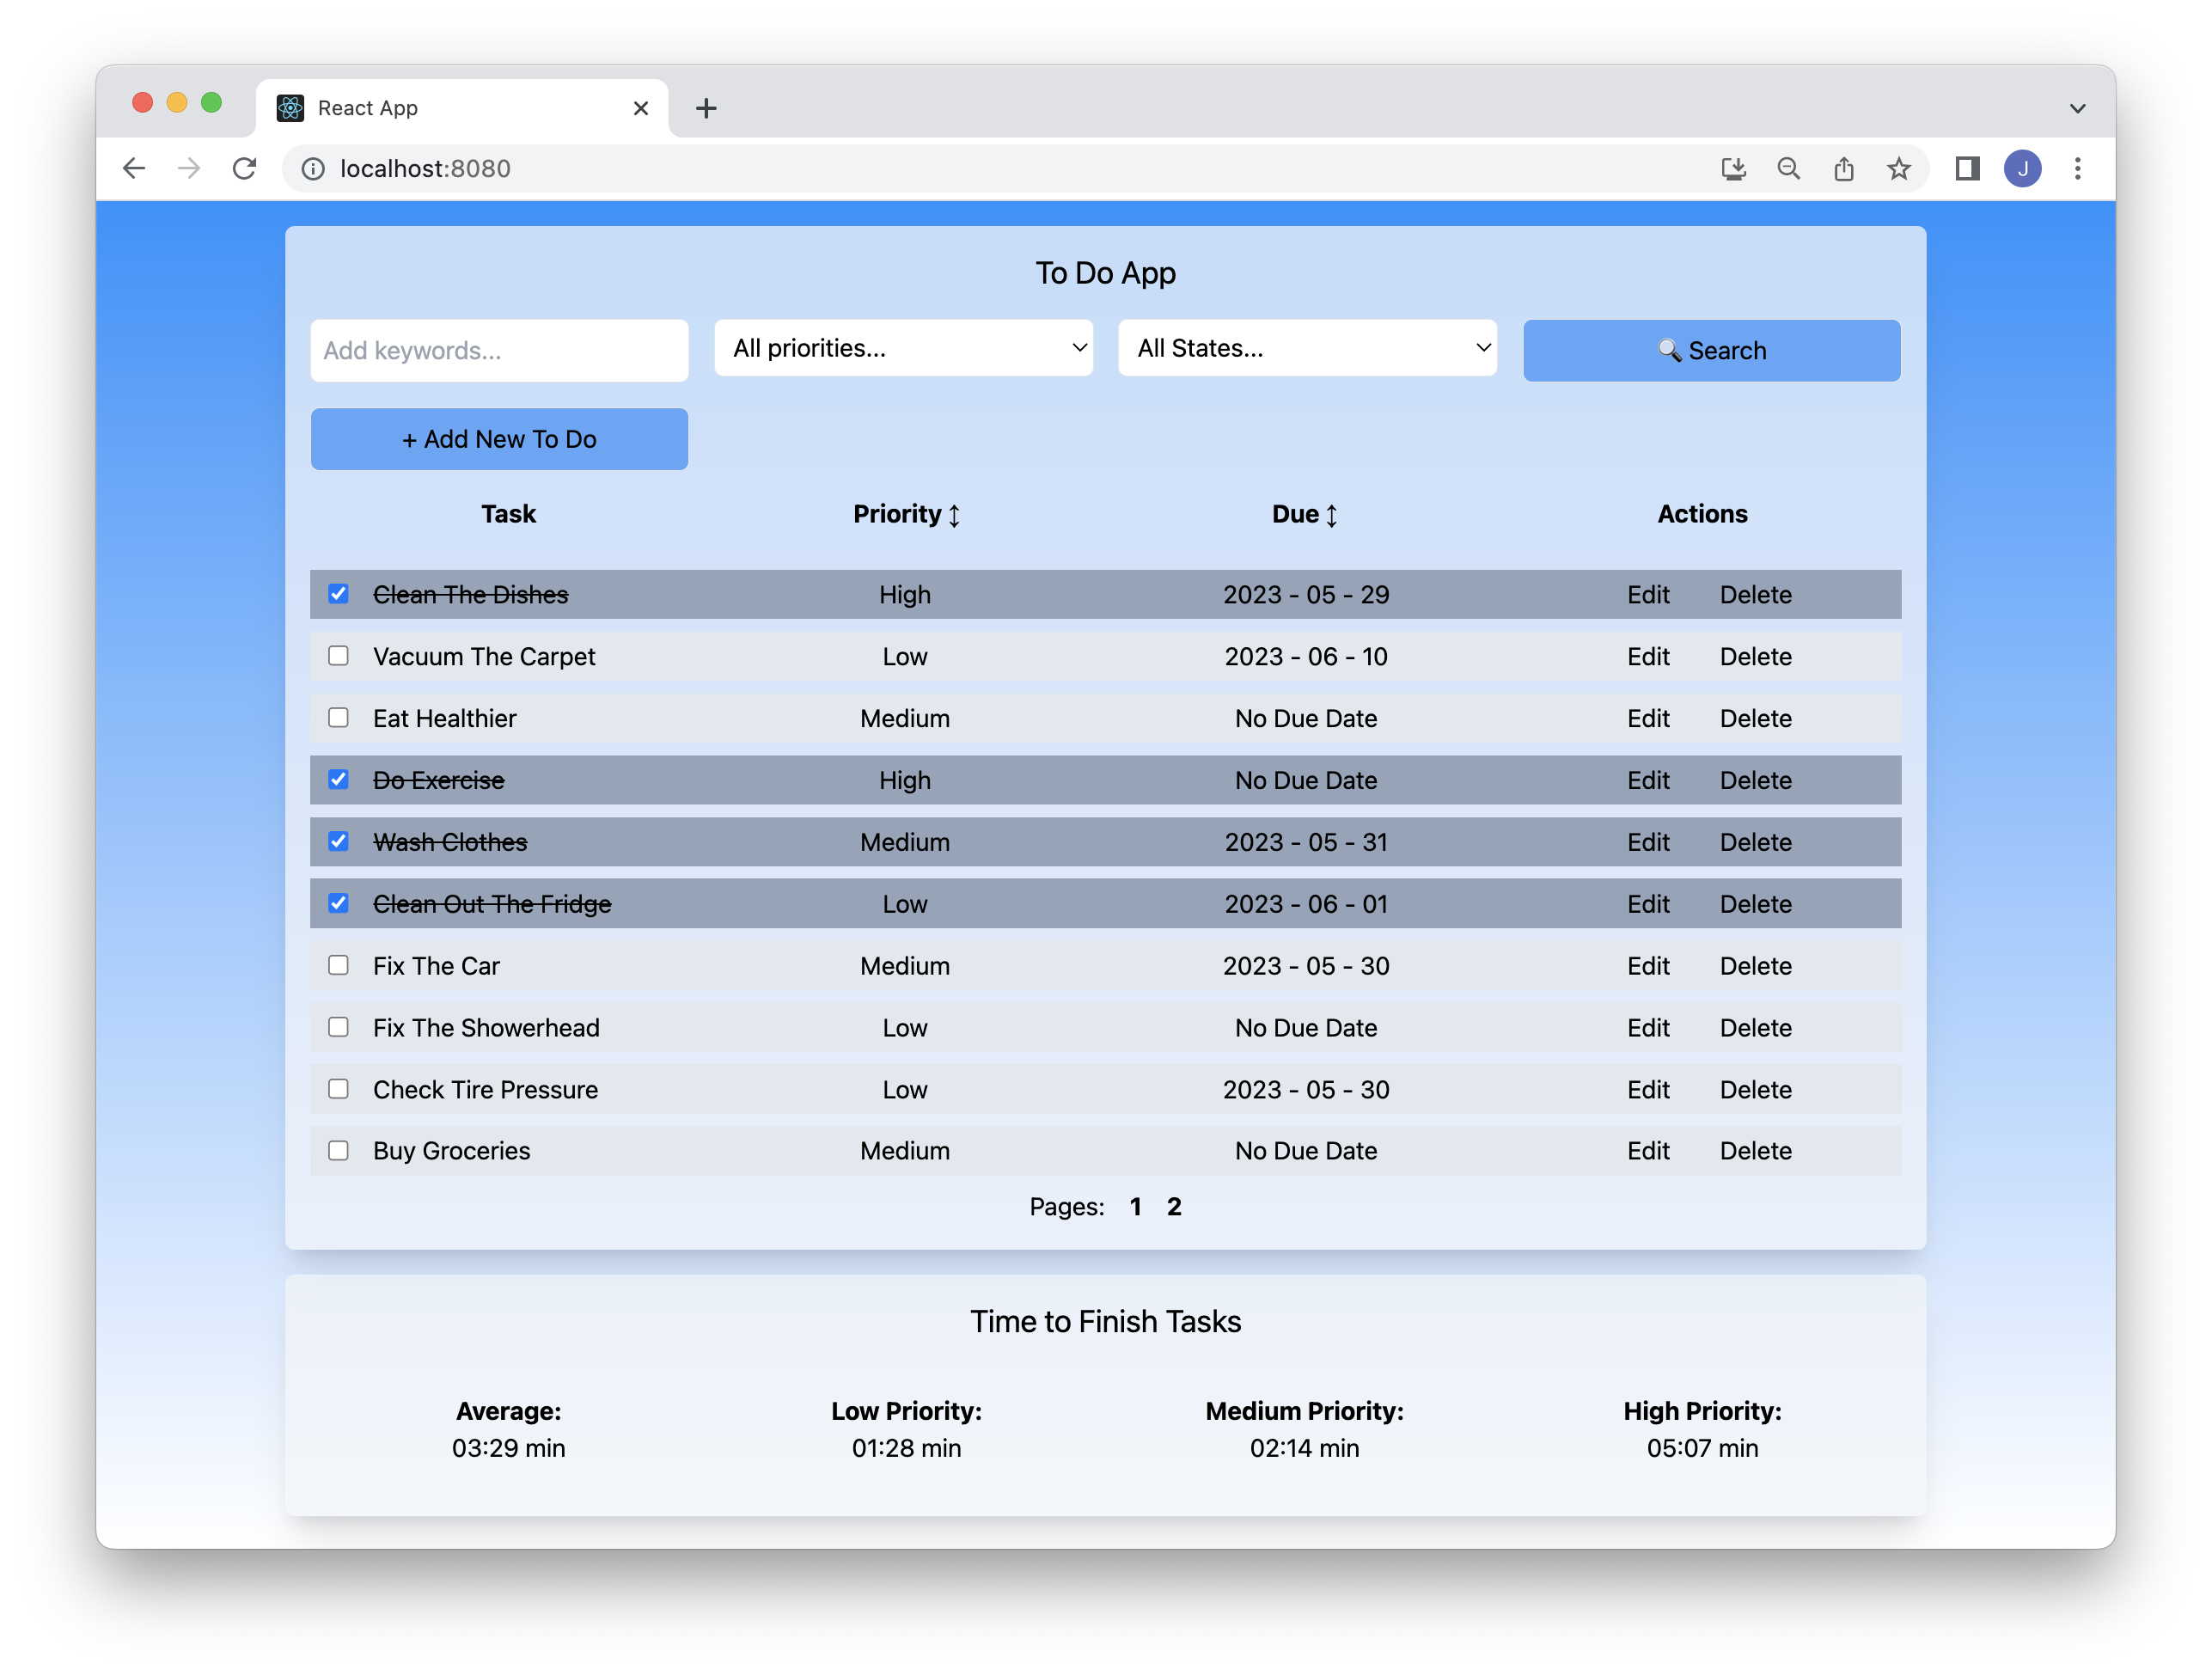 React App
localhost:8080
J
To Do App
Add keywords...
All priorities...
All States...
🔍 Search
+ Add New To Do
Task Priority ↕ Due ↕ Actions
Clean The Dishes High 2023 - 05 - 29 Edit Delete
Vacuum The Carpet Low 2023 - 06 - 10 Edit Delete
Eat Healthier Medium No Due Date Edit Delete
Do Exercise High No Due Date Edit Delete
Wash Clothes Medium 2023 - 05 - 31 Edit Delete
Clean Out The Fridge Low 2023 - 06 - 01 Edit Delete
Fix The Car Medium 2023 - 05 - 30 Edit Delete
Fix The Showerhead Low No Due Date Edit Delete
Check Tire Pressure Low 2023 - 05 - 30 Edit Delete
Buy Groceries Medium No Due Date Edit Delete
Pages: 1 2
Time to Finish Tasks
Average: Low Priority: Medium Priority: High Priority:
03:29 min 01:28 min 02:14 min 05:07 min